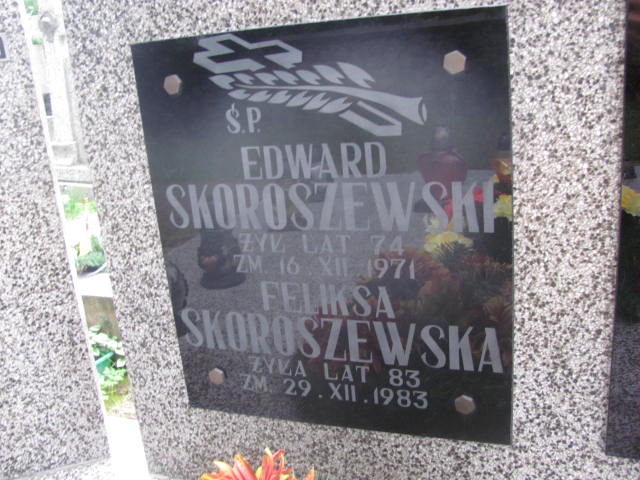 Ś.P.
EDWARD
SKOROSZEWSKI
ŻYŁ LAT 74
ZM. 16 XII 1971
FELIKSA
SKOROSZEWSKA
ŻYŁA LAT 83
ZM. 29.XII.1983